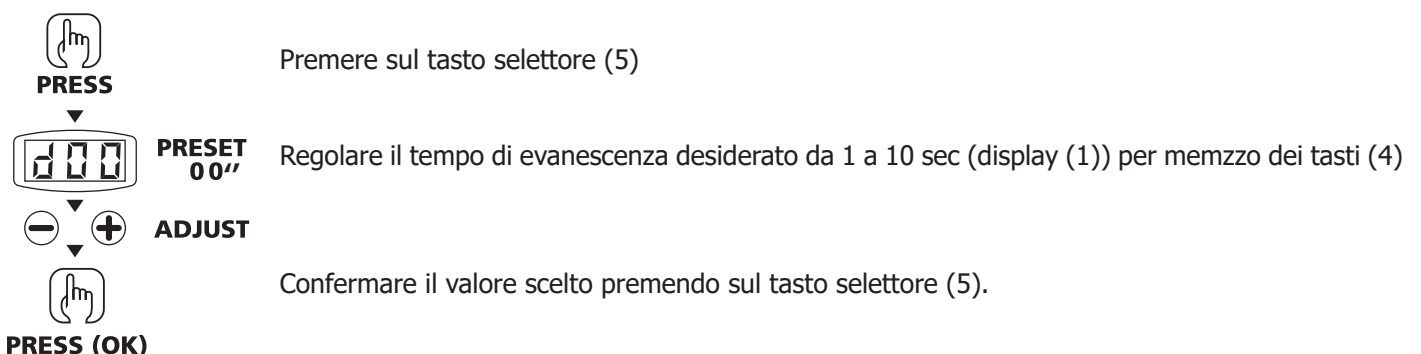 PRESS
Premere sul tasto selettore (5)
d00
PRESET
00″
Regolare il tempo di evanescenza desiderato da 1 a 10 sec (display (1)) per memzzo dei tasti (4)
ADJUST
Confermare il valore scelto premendo sul tasto selettore (5).
PRESS (OK)